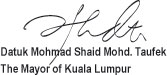 Datuk Mohmad Shaid Mohd. Taufek
The Mayor of Kuala Lumpur